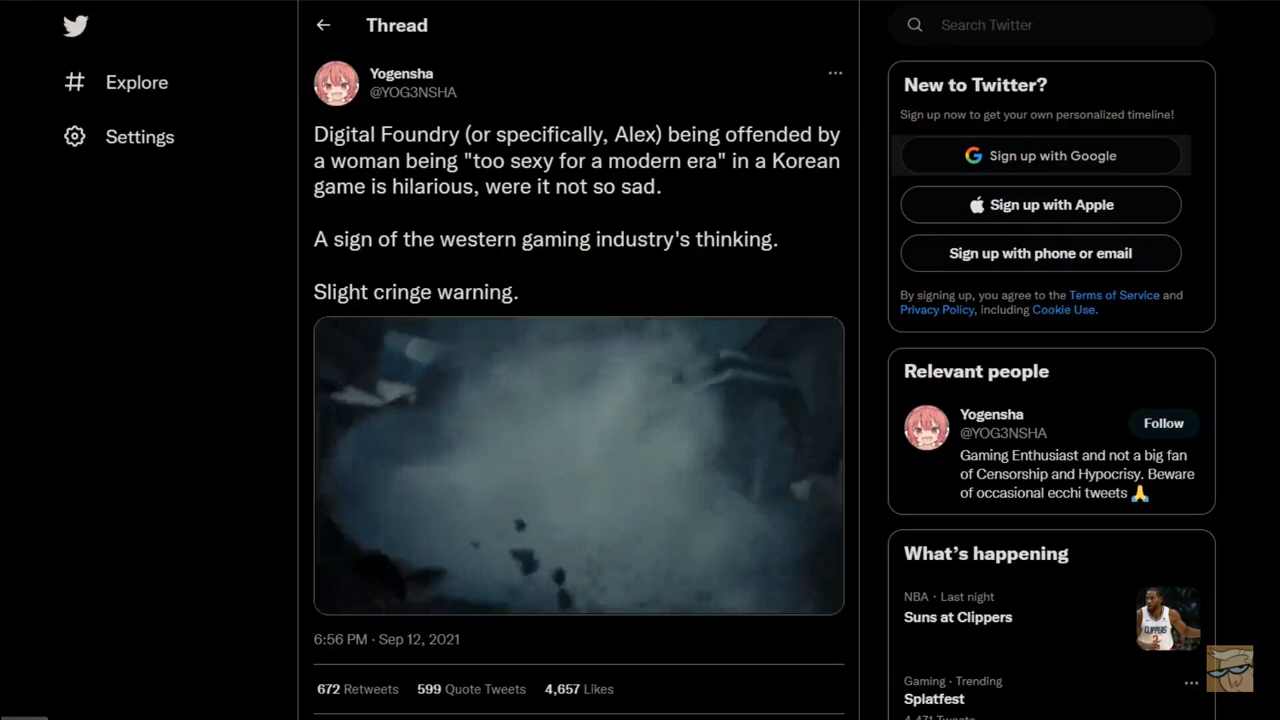 Explore
Settings
Thread
Yogensha
@YOG3NSHA
Digital Foundry (or specifically, Alex) being offended by
a woman being "too sexy for a modern era" in a Korean
game is hilarious, were it not so sad.
A sign of the western gaming industry's thinking.
Slight cringe warning.
6:56 PM · Sep 12, 2021
672 Retweets 599 Quote Tweets 4,657 Likes
Search Twitter
New to Twitter?
Sign up now to get your own personalized timeline!
Sign up with Google
Sign up with Apple
Sign up with phone or email
By signing up, you agree to the Terms of Service and
Privacy Policy, including Cookie Use.
Relevant people
Yogensha
@YOG3NSHA
Follow
Gaming Enthusiast and not a big fan
of Censorship and Hypocrisy. Beware
of occasional ecchi tweets 🙏
What's happening
NBA · Last night
Suns at Clippers
CLIPPERS
2
Gaming · Trending
Splatfest
4,471 Tweets